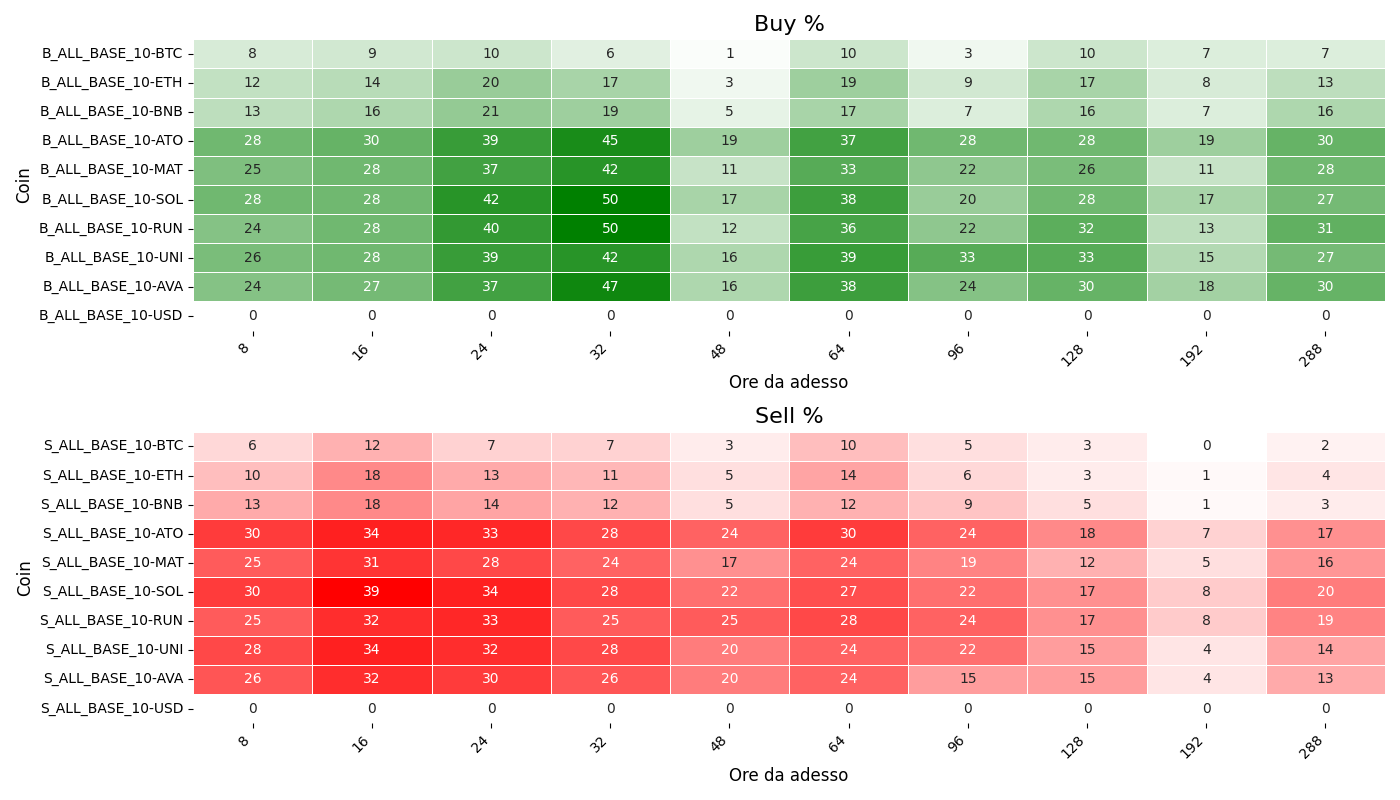 Buy %
Coin
B_ALL_BASE_10-BTC 8 9 10 6 1 10 3 10 7 7
B_ALL_BASE_10-ETH 12 14 20 17 3 19 9 17 8 13
B_ALL_BASE_10-BNB 13 16 21 19 5 17 7 16 7 16
B_ALL_BASE_10-ATO 28 30 39 45 19 37 28 28 19 30
B_ALL_BASE_10-MAT 25 28 37 42 11 33 22 26 11 28
B_ALL_BASE_10-SOL 28 28 42 50 17 38 20 28 17 27
B_ALL_BASE_10-RUN 24 28 40 50 12 36 22 32 13 31
B_ALL_BASE_10-UNI 26 28 39 42 16 39 33 33 15 27
B_ALL_BASE_10-AVA 24 27 37 47 16 38 24 30 18 30
B_ALL_BASE_10-USD 0 0 0 0 0 0 0 0 0 0
8 16 24 32 48 64 96 128 192 288
Ore da adesso
Sell %
Coin
S_ALL_BASE_10-BTC 6 12 7 7 3 10 5 3 0 2
S_ALL_BASE_10-ETH 10 18 13 11 5 14 6 3 1 4
S_ALL_BASE_10-BNB 13 18 14 12 5 12 9 5 1 3
S_ALL_BASE_10-ATO 30 34 33 28 24 30 24 18 7 17
S_ALL_BASE_10-MAT 25 31 28 24 17 24 19 12 5 16
S_ALL_BASE_10-SOL 30 39 34 28 22 27 22 17 8 20
S_ALL_BASE_10-RUN 25 32 33 25 25 28 24 17 8 19
S_ALL_BASE_10-UNI 28 34 32 28 20 24 22 15 4 14
S_ALL_BASE_10-AVA 26 32 30 26 20 24 15 15 4 13
S_ALL_BASE_10-USD 0 0 0 0 0 0 0 0 0 0
8 16 24 32 48 64 96 128 192 288
Ore da adesso